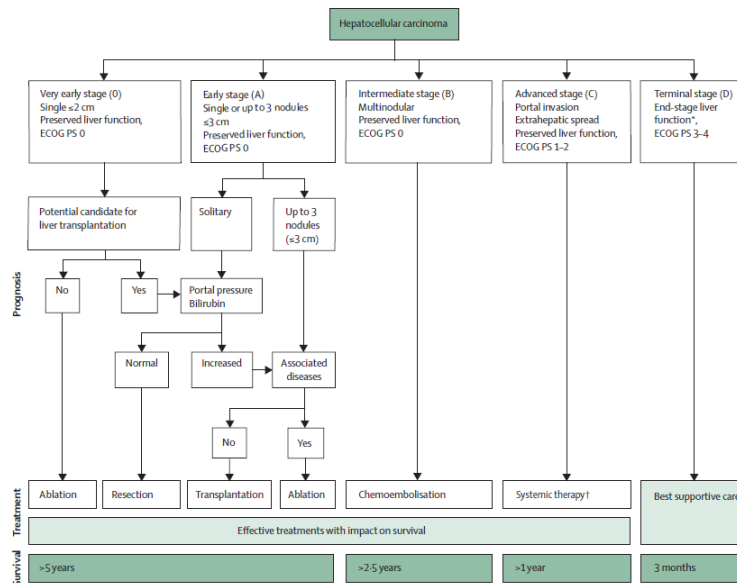 Hepatocellular carcinoma
Very early stage (0)
Single ≤2 cm
Preserved liver function,
ECOG PS 0
Early stage (A)
Single or up to 3 nodules
≤3 cm
Preserved liver function,
ECOG PS 0
Intermediate stage (B)
Multinodular
Preserved liver function,
ECOG PS 0
Advanced stage (C)
Portal invasion
Extrahepatic spread
Preserved liver function,
ECOG PS 1–2
Terminal stage (D)
End-stage liver
function*,
ECOG PS 3–4
Potential candidate for
liver transplantation
Solitary
Up to 3
nodules
(≤3 cm)
Prognosis
No
Yes
Portal pressure
Bilirubin
Normal
Increased
Associated
diseases
No
Yes
Treatment
Ablation
Resection
Transplantation
Ablation
Chemoembolisation
Systemic therapy†
Best supportive care
Effective treatments with impact on survival
Survival
>5 years
>2·5 years
>1 year
3 months